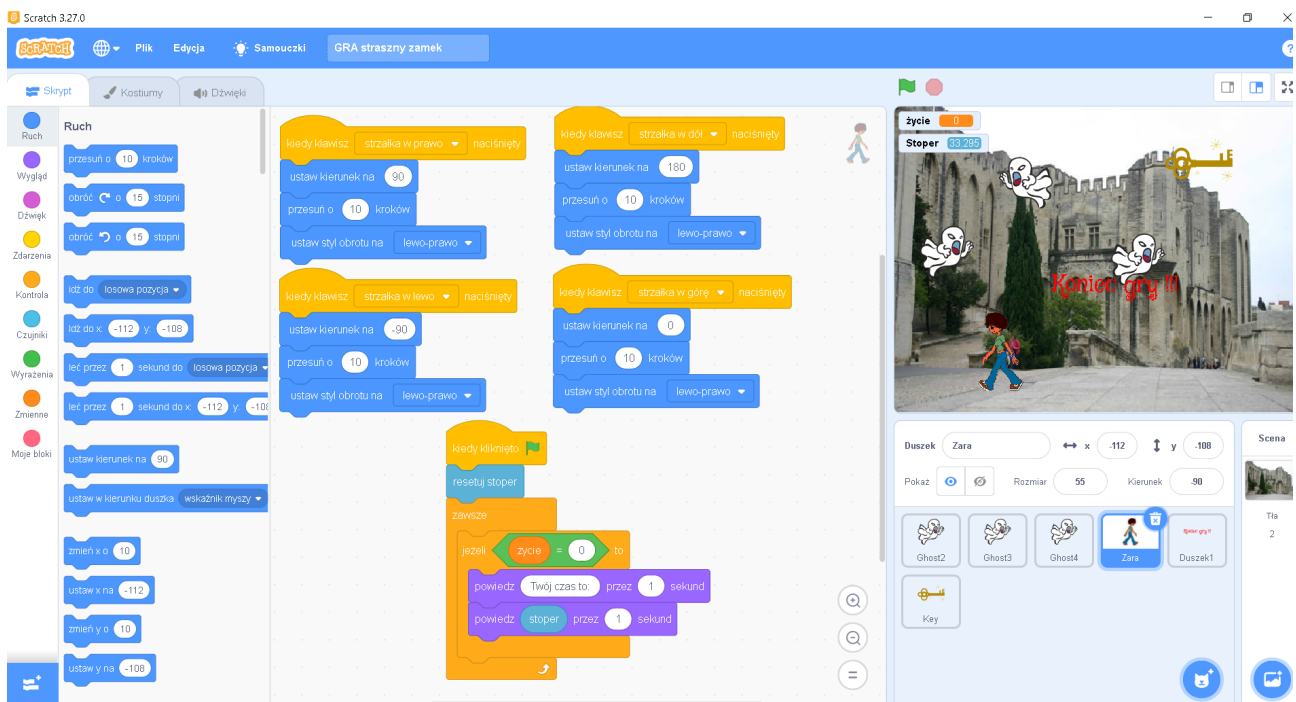 Scratch 3.27.0
SCRATCH Plik Edycja Samouczki GRA straszny zamek
Skrypt Kostiumy Dźwięki
Ruch
Wygląd
Dźwięk
Zdarzenia
Kontrola
Czujniki
Wyrażenia
Zmienne
Moje bloki
Ruch
przesuń o 10 kroków
obróć o 15 stopni
obróć o 15 stopni
idź do losowa pozycja
idź do x: -112 y: -108
leć przez 1 sekund do losowa pozycja
leć przez 1 sekund do x: -112 y: -108
ustaw kierunek na 90
ustaw w kierunku duszka wskaźnik myszy
zmień x o 10
ustaw x na -112
zmień y o 10
ustaw y na -108
kiedy klawisz strzałka w prawo naciśnięty
ustaw kierunek na 90
przesuń o 10 kroków
ustaw styl obrotu na lewo-prawo
kiedy klawisz strzałka w dół naciśnięty
ustaw kierunek na 180
przesuń o 10 kroków
ustaw styl obrotu na lewo-prawo
kiedy klawisz strzałka w lewo naciśnięty
ustaw kierunek na -90
przesuń o 10 kroków
ustaw styl obrotu na lewo-prawo
kiedy klawisz strzałka w górę naciśnięty
ustaw kierunek na 0
przesuń o 10 kroków
ustaw styl obrotu na lewo-prawo
kiedy kliknięto
resetuj stoper
zawsze
jeżeli życie = 0 to
powiedz Twój czas to: przez 1 sekund
powiedz stoper przez 1 sekund
życie 0
Stoper 33.295
Koniec gry !!!
Duszek Zara x -112 y -108
Pokaż Rozmiar 55 Kierunek -90
Ghost2 Ghost3 Ghost4 Zara Duszek1
Key
Scena
Tła
2